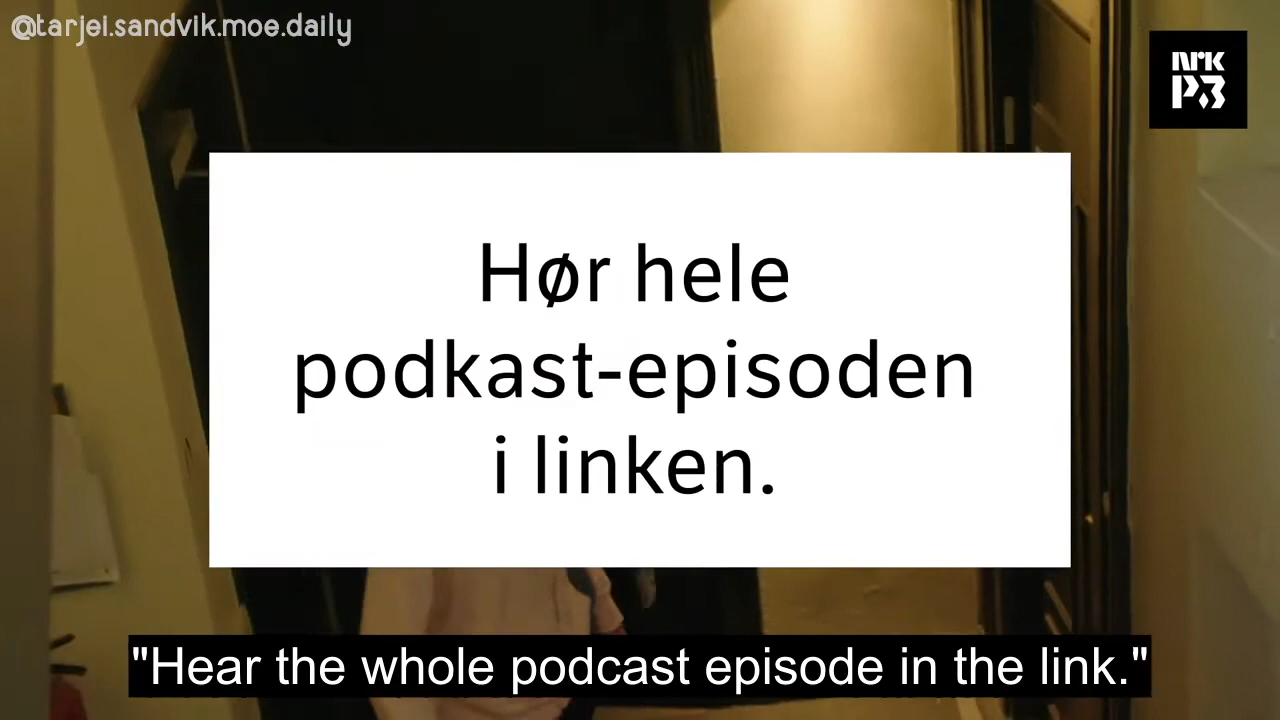 @tarjei.sandvik.moe.daily
nrk
P3
Hør hele
podkast-episoden
i linken.
"Hear the whole podcast episode in the link."